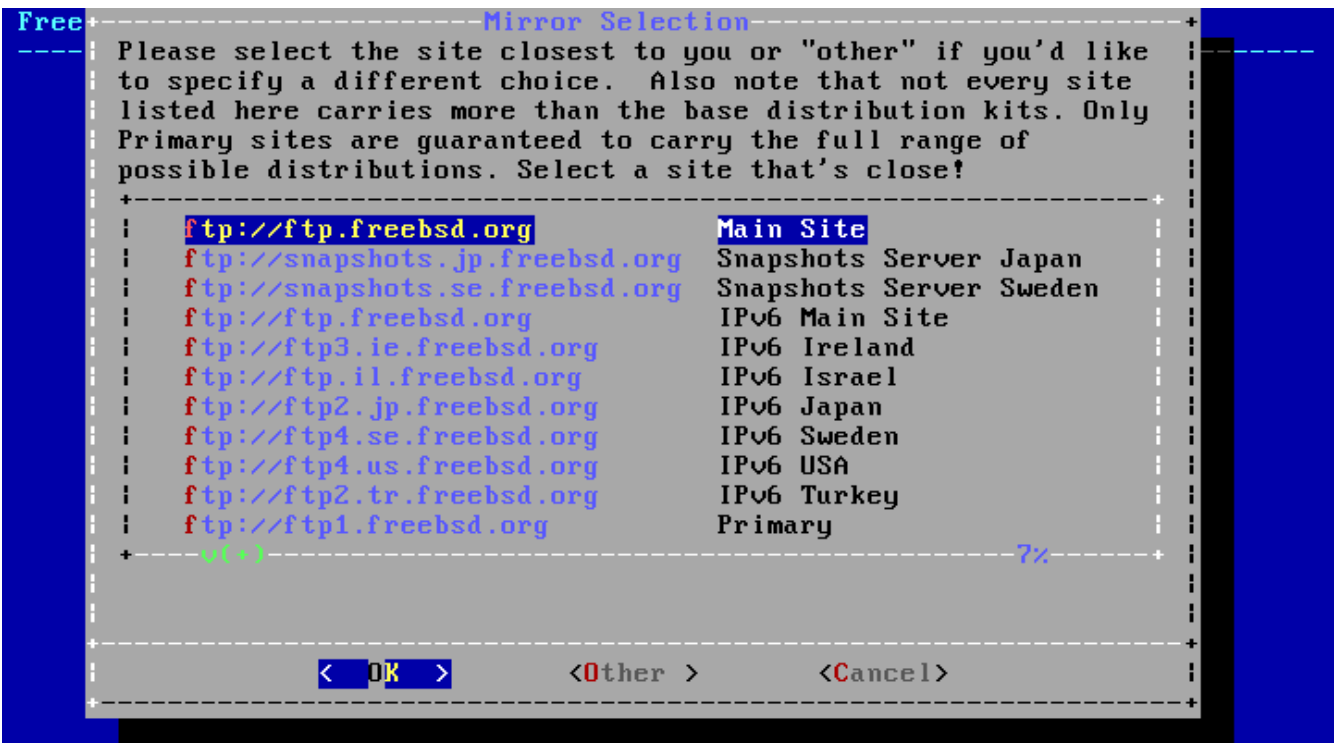 Free
Mirror Selection
Please select the site closest to you or "other" if you'd like
to specify a different choice.  Also note that not every site
listed here carries more than the base distribution kits. Only
Primary sites are guaranteed to carry the full range of
possible distributions. Select a site that's close!
ftp://ftp.freebsd.org Main Site
ftp://snapshots.jp.freebsd.org Snapshots Server Japan
ftp://snapshots.se.freebsd.org Snapshots Server Sweden
ftp://ftp.freebsd.org IPv6 Main Site
ftp://ftp3.ie.freebsd.org IPv6 Ireland
ftp://ftp.il.freebsd.org IPv6 Israel
ftp://ftp2.jp.freebsd.org IPv6 Japan
ftp://ftp4.se.freebsd.org IPv6 Sweden
ftp://ftp4.us.freebsd.org IPv6 USA
ftp://ftp2.tr.freebsd.org IPv6 Turkey
ftp://ftp1.freebsd.org Primary
v(+) 7%
< OK > <Other > <Cancel>